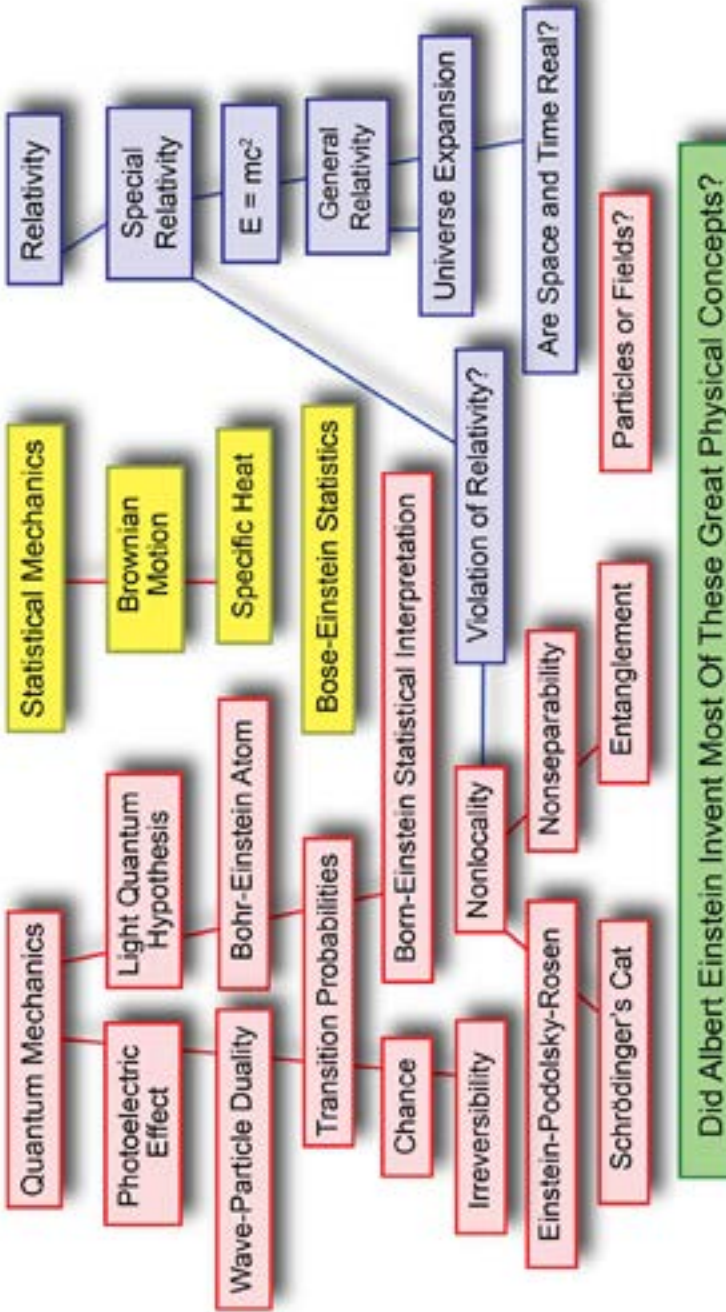 Quantum Mechanics
Statistical Mechanics
Relativity
Photoelectric
Effect
Light Quantum
Hypothesis
Brownian
Motion
Special
Relativity
Wave-Particle Duality
Bohr-Einstein Atom
Specific Heat
E = mc²
Transition Probabilities
Bose-Einstein Statistics
General
Relativity
Chance
Born-Einstein Statistical Interpretation
Universe Expansion
Irreversibility
Nonlocality
Violation of Relativity?
Einstein-Podolsky-Rosen
Nonseparability
Are Space and Time Real?
Schrödinger's Cat
Entanglement
Particles or Fields?
Did Albert Einstein Invent Most Of These Great Physical Concepts?